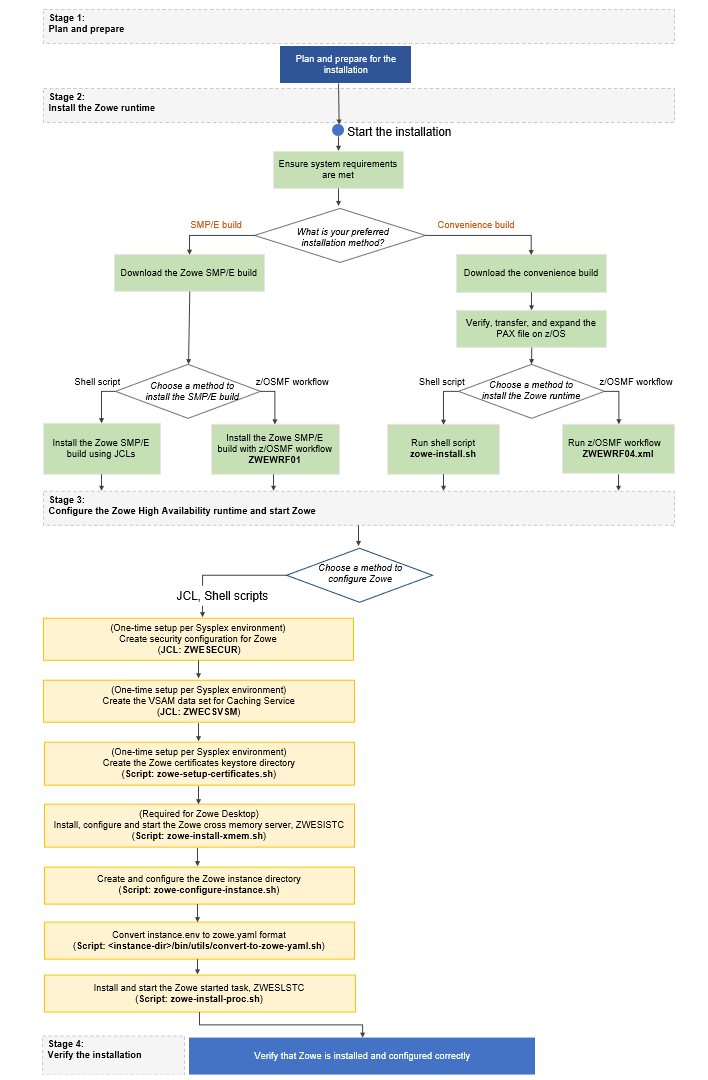 Stage 1:
Plan and prepare
Plan and prepare for the
installation
Stage 2:
Install the Zowe runtime
Start the installation
Ensure system requirements
are met
SMP/E build
What is your preferred
installation method?
Convenience build
Download the Zowe SMP/E build
Download the convenience build
Verify, transfer, and expand the
PAX file on z/OS
Shell script
Choose a method to
install the SMP/E build
z/OSMF workflow
Shell script
Choose a method to
install the Zowe runtime
z/OSMF workflow
Install the Zowe SMP/E
build using JCLs
Install the Zowe SMP/E
build with z/OSMF workflow
ZWEWRF01
Run shell script
zowe-install.sh
Run z/OSMF workflow
ZWEWRF04.xml
Stage 3:
Configure the Zowe High Availability runtime and start Zowe
Choose a method to
configure Zowe
JCL, Shell scripts
(One-time setup per Sysplex environment)
Create security configuration for Zowe
(JCL: ZWESECUR)
(One-time setup per Sysplex environment)
Create the VSAM data set for Caching Service
(JCL: ZWECSVSM)
(One-time setup per Sysplex environment)
Create the Zowe certificates keystore directory
(Script: zowe-setup-certificates.sh)
(Required for Zowe Desktop)
Install, configure and start the Zowe cross memory server, ZWESISTC
(Script: zowe-install-xmem.sh)
Create and configure the Zowe instance directory
(Script: zowe-configure-instance.sh)
Convert instance.env to zowe.yaml format
(Script: <instance-dir>/bin/utils/convert-to-zowe-yaml.sh)
Install and start the Zowe started task, ZWESLSTC
(Script: zowe-install-proc.sh)
Stage 4:
Verify the installation
Verify that Zowe is installed and configured correctly